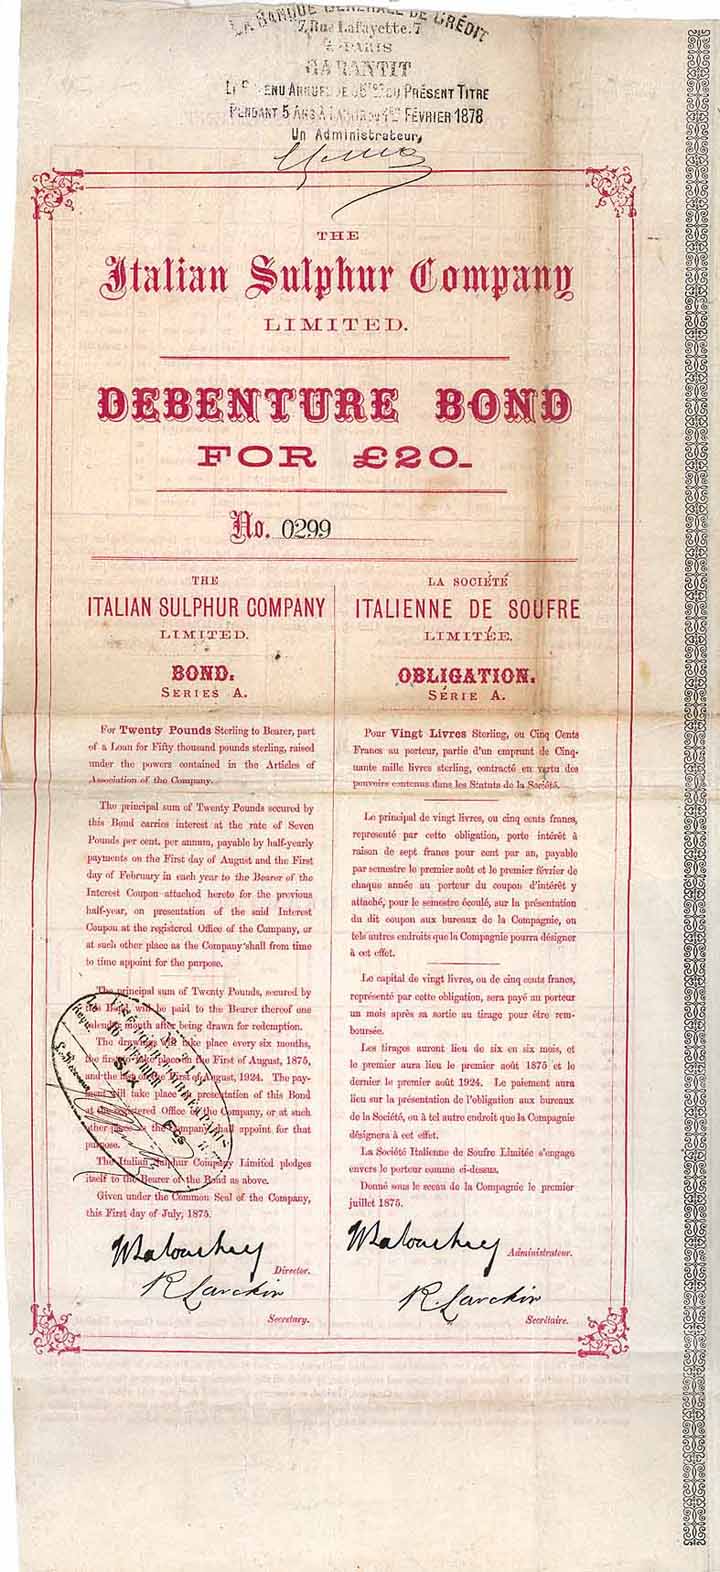 LA BANQUE GENERALE DE CRÉDIT
7, Rue Lafayette. 7
PARIS
GARANTIT
PRÉSENT TITRE
PENDANT 5 ANS À FÉVRIER 1878
Un Administrateur,
THE
Italian Sulphur Company
LIMITED.
DEBENTURE BOND
FOR £20.
No. 0299
THE
ITALIAN SULPHUR COMPANY
LIMITED.
BOND.
SERIES A.
For Twenty Pounds Sterling to Bearer, part
of a Loan for Fifty thousand pounds sterling, raised
under the powers contained in the Articles of
Association of the Company.
The principal sum of Twenty Pounds secured by
this Bond carries interest at the rate of Seven
Pounds per cent. per annum, payable by half-yearly
payments on the First day of August and the First
day of February in each year to the Bearer of the
Interest Coupon attached hereto for the previous
half-year, on presentation of the said Interest
Coupon at the registered Office of the Company, or
at such other place as the Company shall from time
to time appoint for the purpose.
The principal sum of Twenty Pounds, secured by
this Bond will be paid to the Bearer thereof one
calendar month after being drawn for redemption.
The drawings will take place every six months,
the first to take place on the First of August, 1875,
and the last on the First of August, 1924. The pay-
ment will take place on presentation of this Bond
at the registered Office of the Company, or at such
other place as the Company shall appoint for that
purpose.
The Italian Sulphur Company Limited pledges
itself to the Bearer of the Bond as above.
Given under the Common Seal of the Company,
this First day of July, 1875.
Director.
R Larckin
Secretary.
LA SOCIÉTÉ
ITALIENNE DE SOUFRE
LIMITÉE.
OBLIGATION.
SÉRIE A.
Pour Vingt Livres Sterling, ou Cinq Cents
Francs au porteur, partie d'un emprunt de Cinq-
uante mille livres sterling, contracté en vertu des
pouvoirs contenus dans les Statuts de la Société.
Le principal de vingt livres, ou cinq cents francs,
représenté par cette obligation, porte intérêt à
raison de sept francs pour cent par an, payable
par semestre le premier août et le premier février de
chaque année au porteur du coupon d'intérêt y
attaché, pour le semestre écoulé, sur la présentation
du dit coupon aux bureaux de la Compagnie, ou
tels autres endroits que la Compagnie pourra désigner
à cet effet.
Le capital de vingt livres, ou de cinq cents francs,
représenté par cette obligation, sera payé au porteur
un mois après sa sortie au tirage pour être rem-
boursée.
Les tirages auront lieu de six en six mois, et
le premier aura lieu le premier août 1875 et le
dernier le premier août 1924. Le paiement aura
lieu sur la présentation de l'obligation aux bureaux
de la Société, ou à tel autre endroit que la Compagnie
désignera à cet effet.
La Société Italienne de Soufre Limitée s'engage
envers le porteur comme ci-dessus.
Donné sous le sceau de la Compagnie le premier
juillet 1875.
Administrateur.
R Larckin
Secrétaire.